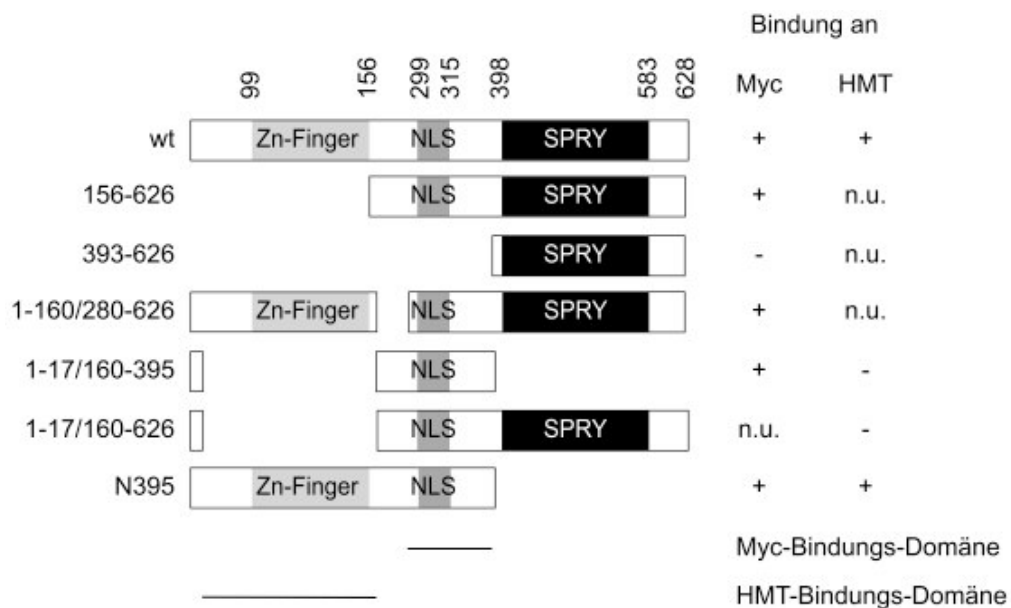 Bindung an
99 156 299 315 398 583 628 Myc HMT
wt Zn-Finger NLS SPRY + +
156-626 NLS SPRY + n.u.
393-626 SPRY - n.u.
1-160/280-626 Zn-Finger NLS SPRY + n.u.
1-17/160-395 NLS + -
1-17/160-626 NLS SPRY n.u. -
N395 Zn-Finger NLS + +
Myc-Bindungs-Domäne
HMT-Bindungs-Domäne